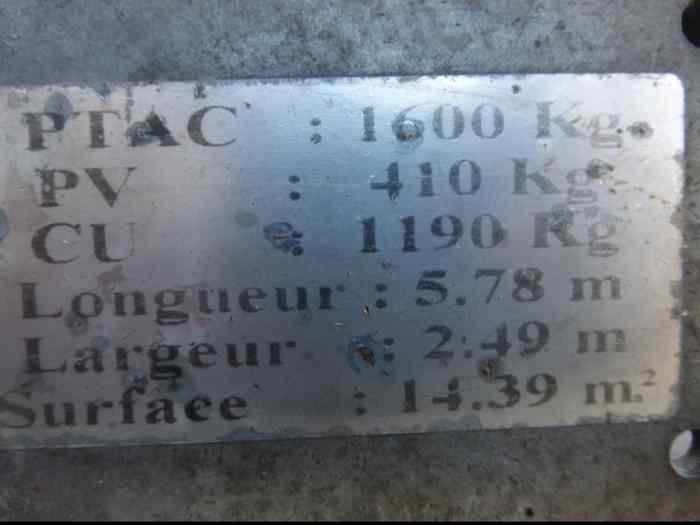 PTAC : 1600 Kg
PV : 410 Kg
CU : 1190 Kg
Longueur : 5.78 m
Largeur : 2.49 m
Surface : 14.39 m.²